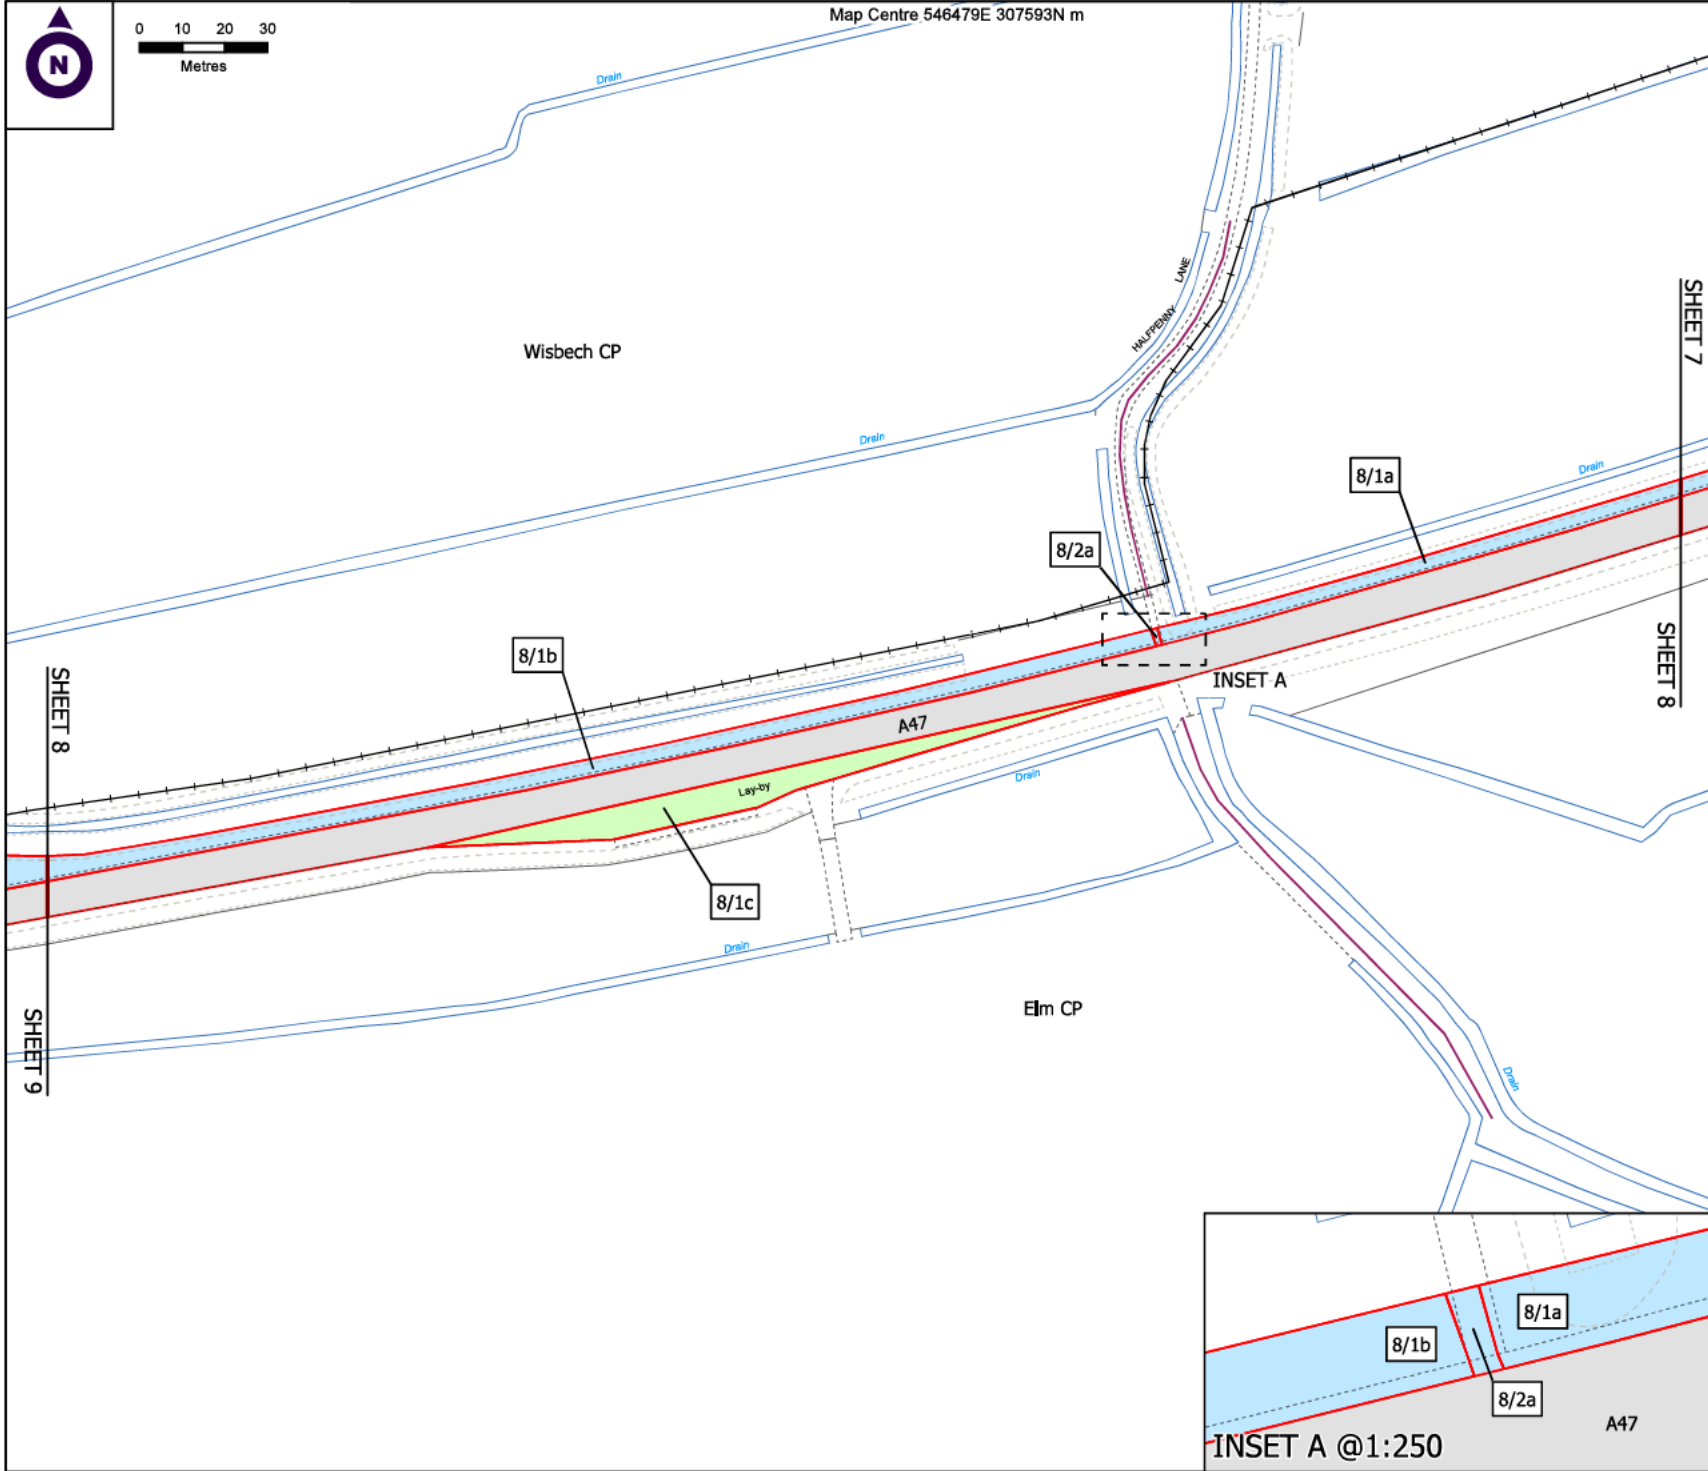 Map Centre 546479E 307593N m
N
0 10 20 30
Metres
Drain
HALFPENNY LANE
SHEET 7
Wisbech CP
Drain
8/1a
Drain
8/2a
8/1b
SHEET 8
INSET A
SHEET 8
A47
Lay-by
Drain
8/1c
Drain
Elm CP
SHEET 9
Drain
8/1a
8/1b
8/2a
A47
INSET A @1:250